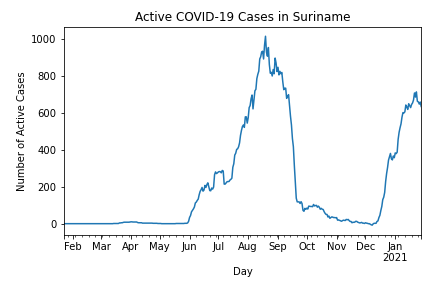 Active COVID-19 Cases in Suriname
Number of Active Cases
1000
800
600
400
200
0
Feb Mar Apr May Jun Jul Aug Sep Oct Nov Dec Jan
2021
Day